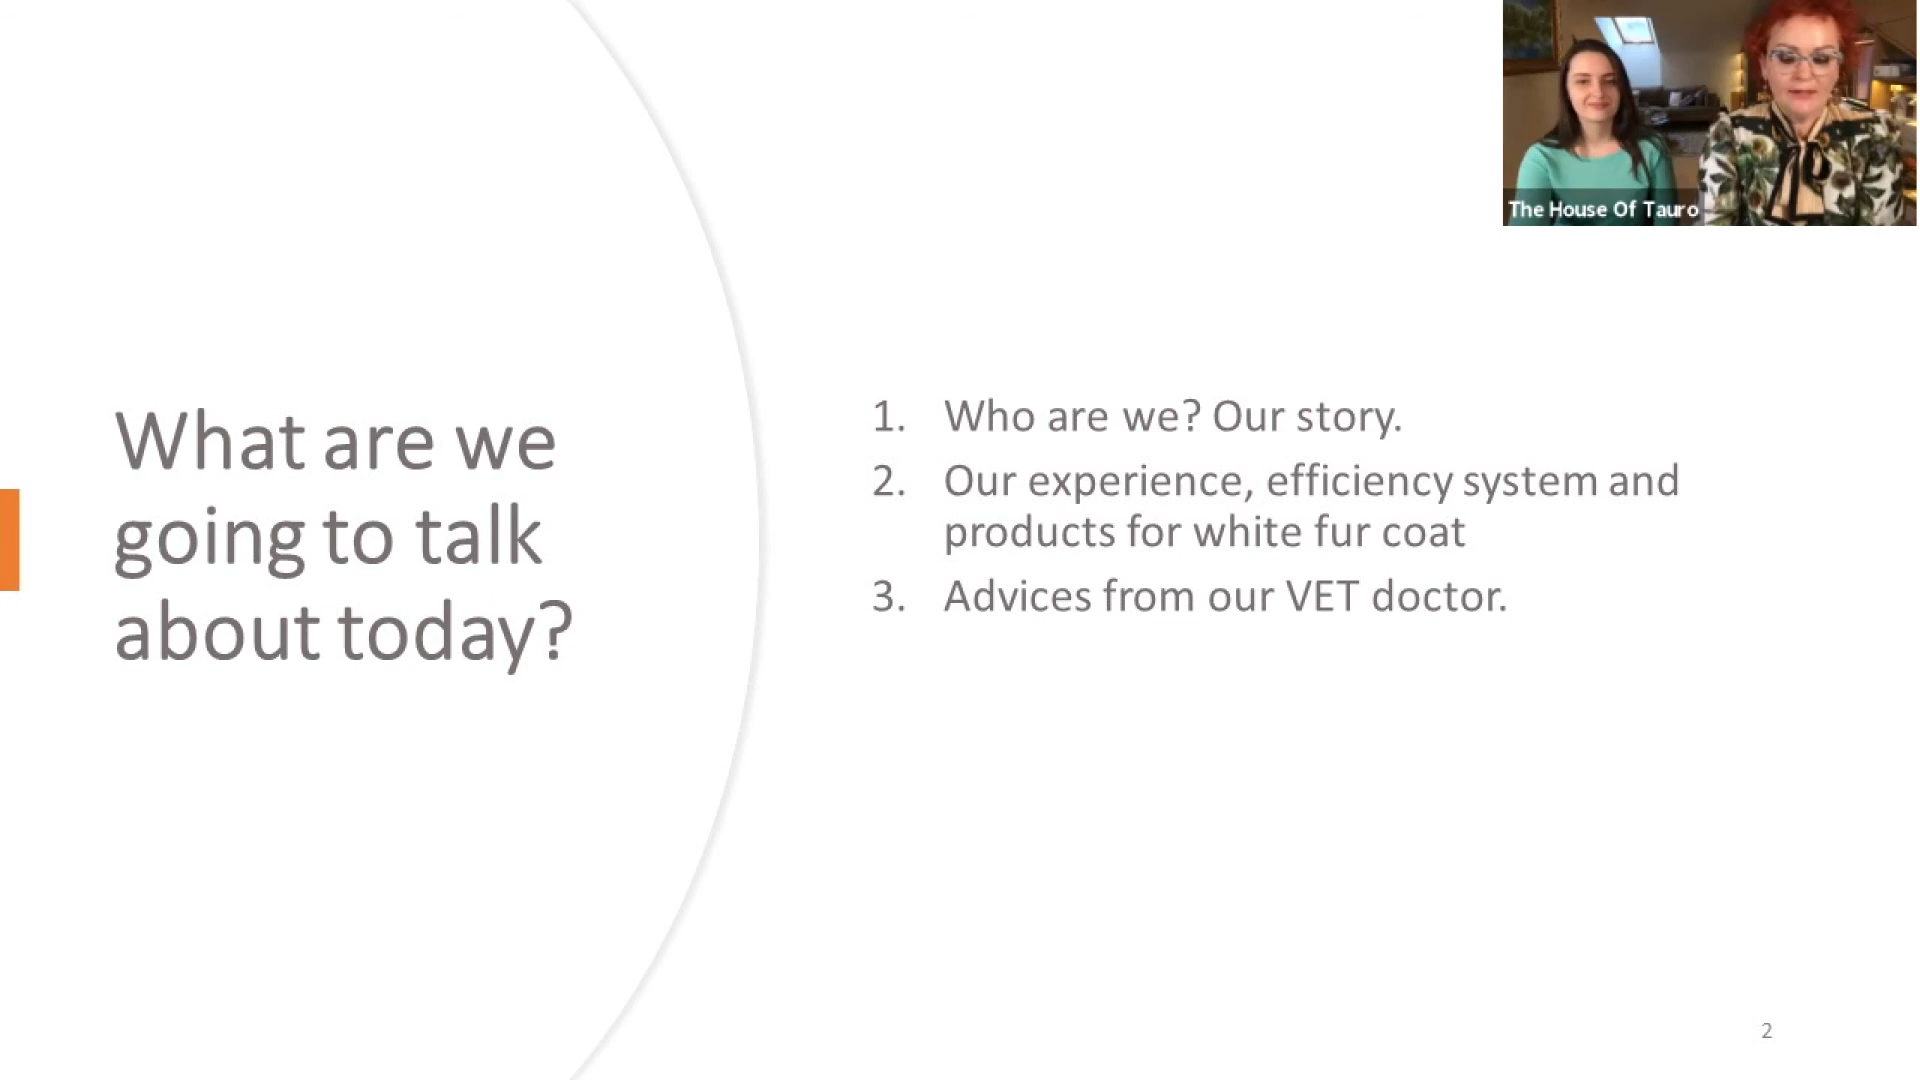 What are we
going to talk
about today?
1. Who are we? Our story.
2. Our experience, efficiency system and
products for white fur coat
3. Advices from our VET doctor.
The House Of Tauro
2